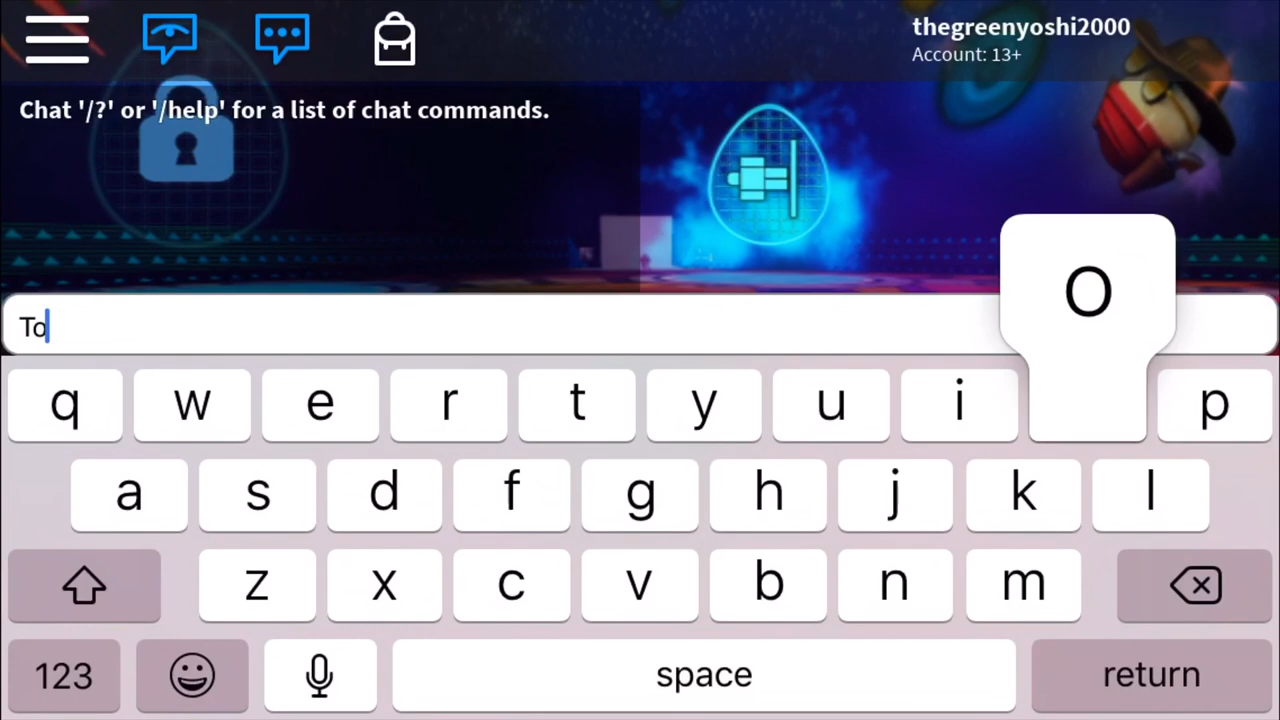 thegreenyoshi2000
Account: 13+
Chat '/?' or '/help' for a list of chat commands.
To
O
q w e r t y u i p
a s d f g h j k l
z x c v b n m
123 space return